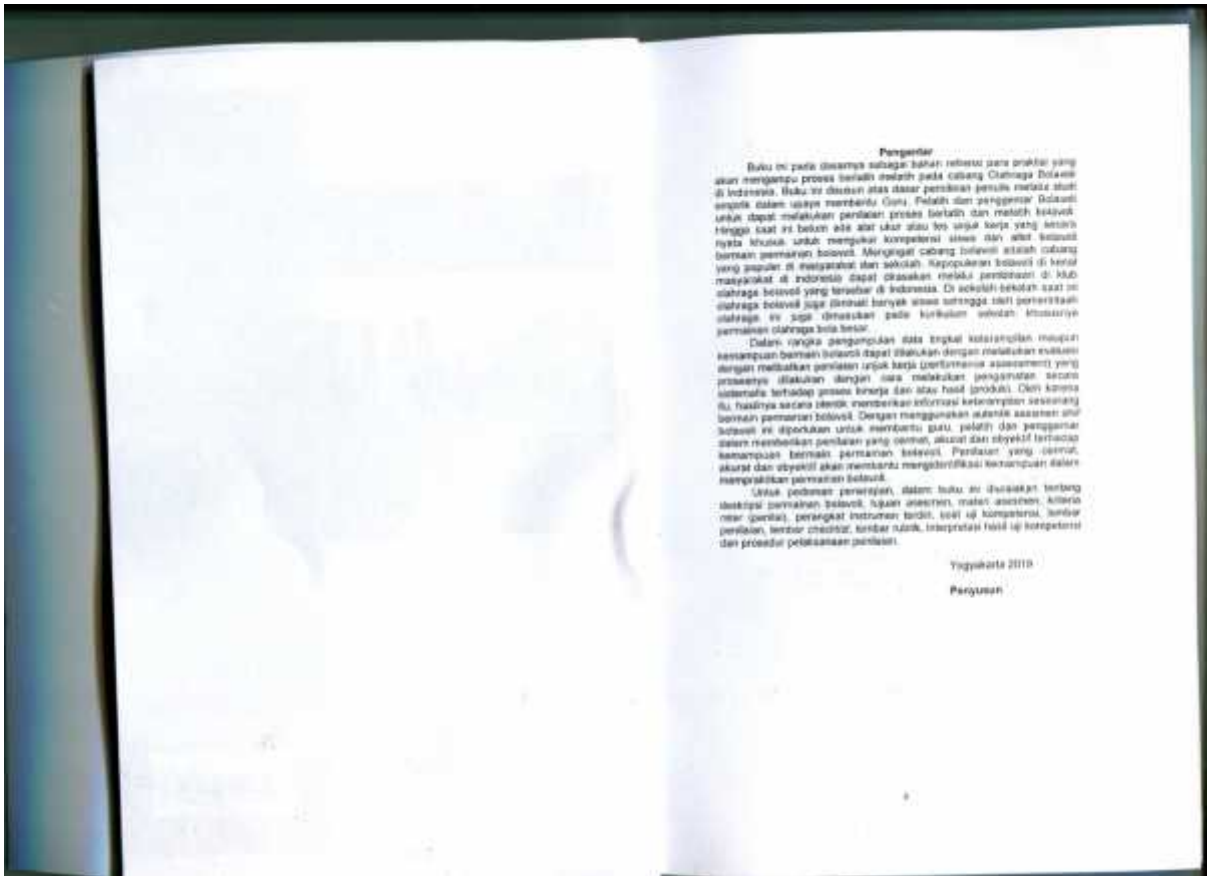 Pengantar
Buku ini pada dasarnya sebagai bahan referensi para praktisi yang
akan mengampu proses berlatih melatih pada cabang Olahraga Bolavoli
di Indonesia. Buku ini disusun atas dasar pemikiran penulis melalui studi
empirik dalam upaya membantu Guru, Pelatih dan penggemar Bolavoli
untuk dapat melakukan penilaian proses berlatih dan melatih bolavoli.
Hingga saat ini belum ada alat ukur atau tes unjuk kerja yang secara
nyata khusus untuk mengukur kompetensi siswa dan atlet bolavoli
bermain permainan bolavoli. Mengingat cabang bolavoli adalah cabang
yang populer di masyarakat dan sekolah. Kepopuleran bolavoli di kenal
masyarakat di indonesia dapat dirasakan melalui pembinaan di klub
olahraga bolavoli yang tersebar di Indonesia. Di sekolah-sekolah saat ini
olahraga bolavoli juga diminati banyak siswa sehingga oleh pemerintah
olahraga ini juga dimasukan pada kurikulum sekolah khususnya
permainan olahraga bola besar.
Dalam rangka pengumpulan data tingkat keterampilan maupun
kemampuan bermain bolavoli dapat dilakukan dengan melakukan evaluasi
dengan melibatkan penilaian unjuk kerja (performance assessment) yang
prosesnya dilakukan dengan cara melakukan pengamatan secara
sistematis terhadap proses kinerja dan atau hasil (produk). Oleh karena
itu, hasilnya secara otentik memberikan informasi keterampilan seseorang
bermain permainan bolavoli. Dengan menggunakan autentik asesmen
bolavoli ini diperlukan untuk membantu guru, pelatih dan penggemar
dalam memberikan penilaian yang cermat, akurat dan obyektif terhadap
kemampuan bermain permainan bolavoli. Penilaian yang cermat,
akurat dan obyektif akan membantu mengidentifikasi kemampuan dalam
mempraktikan permainan bolavoli.
Untuk pedoman penerapan, dalam buku ini diuraiakan tentang
deskripsi permainan bolavoli, tujuan asesmen, materi asesmen, kriteria
rater (penilai), perangkat instrumen terdiri, soal uji kompetensi, lembar
penilaian, lembar checklist, lembar rubrik, interpretasi hasil uji kompetensi
dan prosedur pelaksanaan penilaian.
Yogyakarta 2019
Penyusun